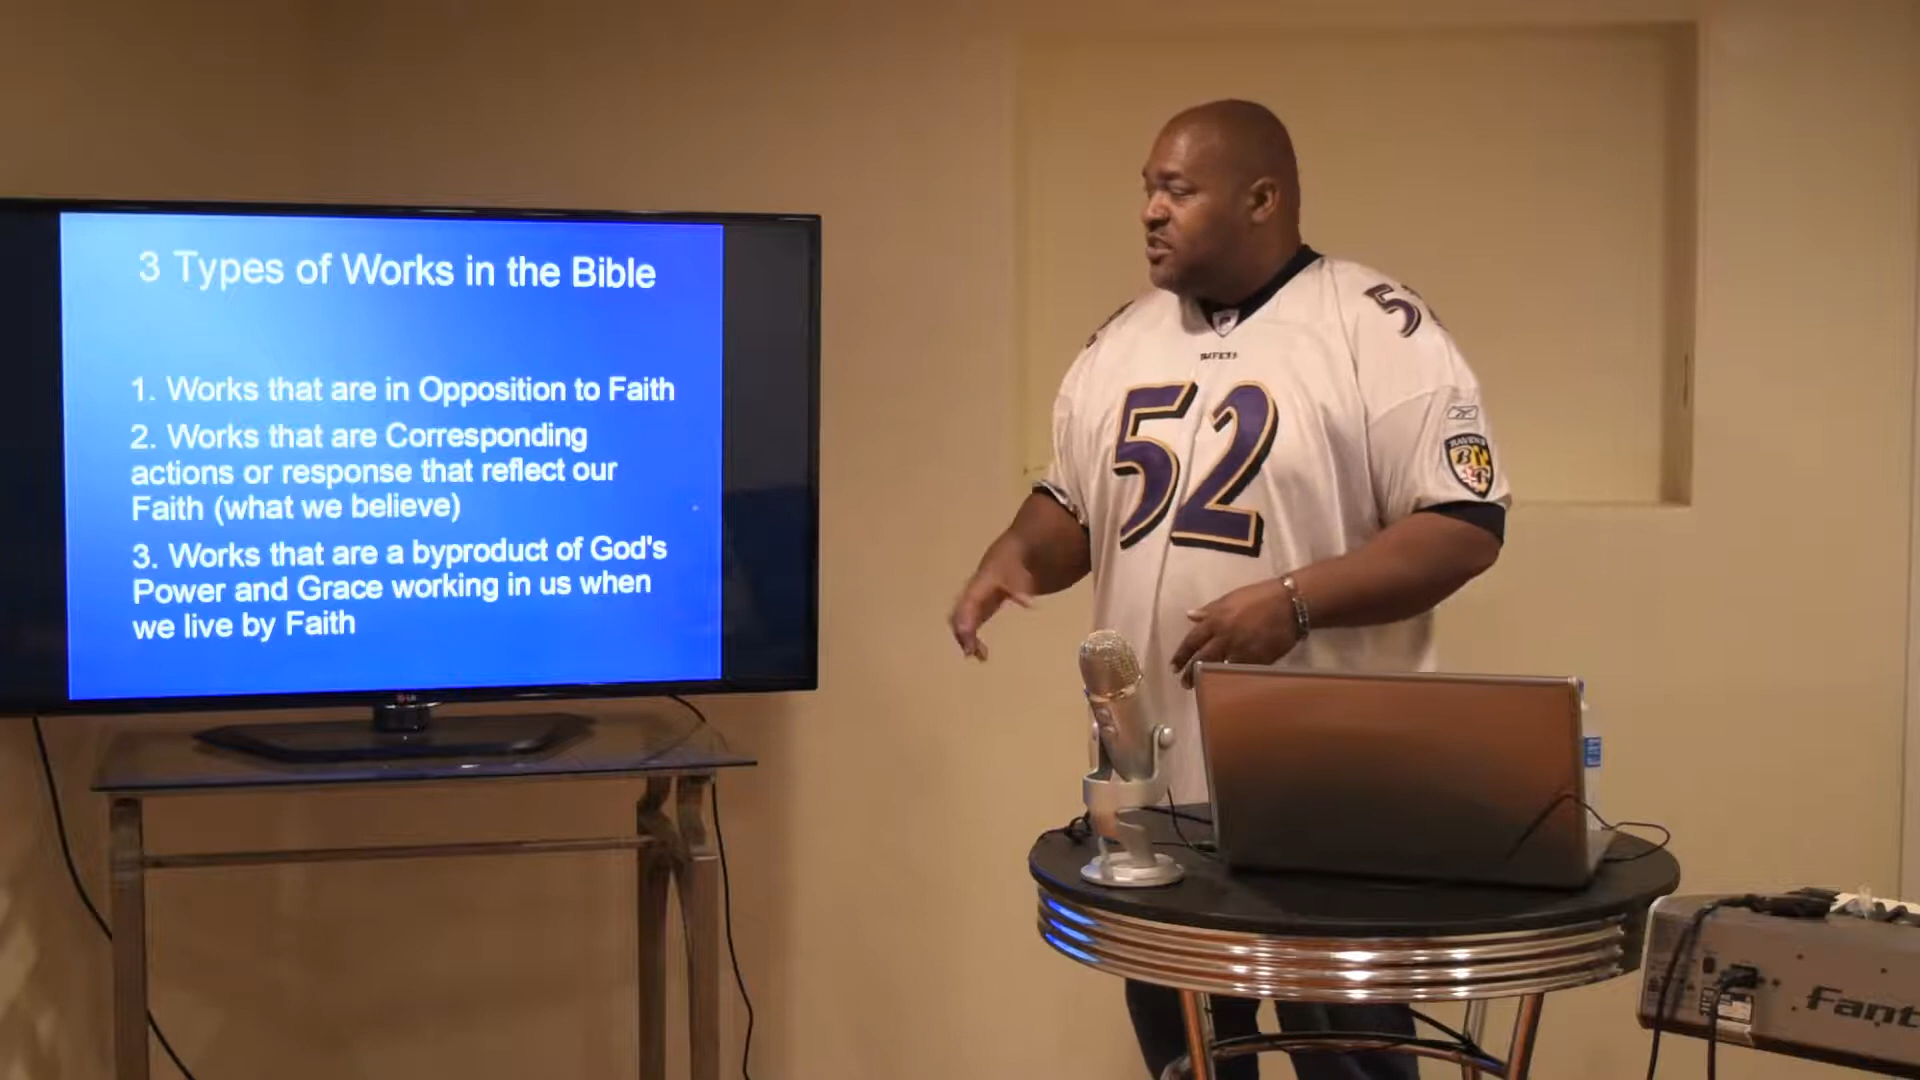 3 Types of Works in the Bible
1. Works that are in Opposition to Faith
2. Works that are Corresponding
actions or response that reflect our
Faith (what we believe)
3. Works that are a byproduct of God's
Power and Grace working in us when
we live by Faith
LG
52
52
RAVENS
B
Fant